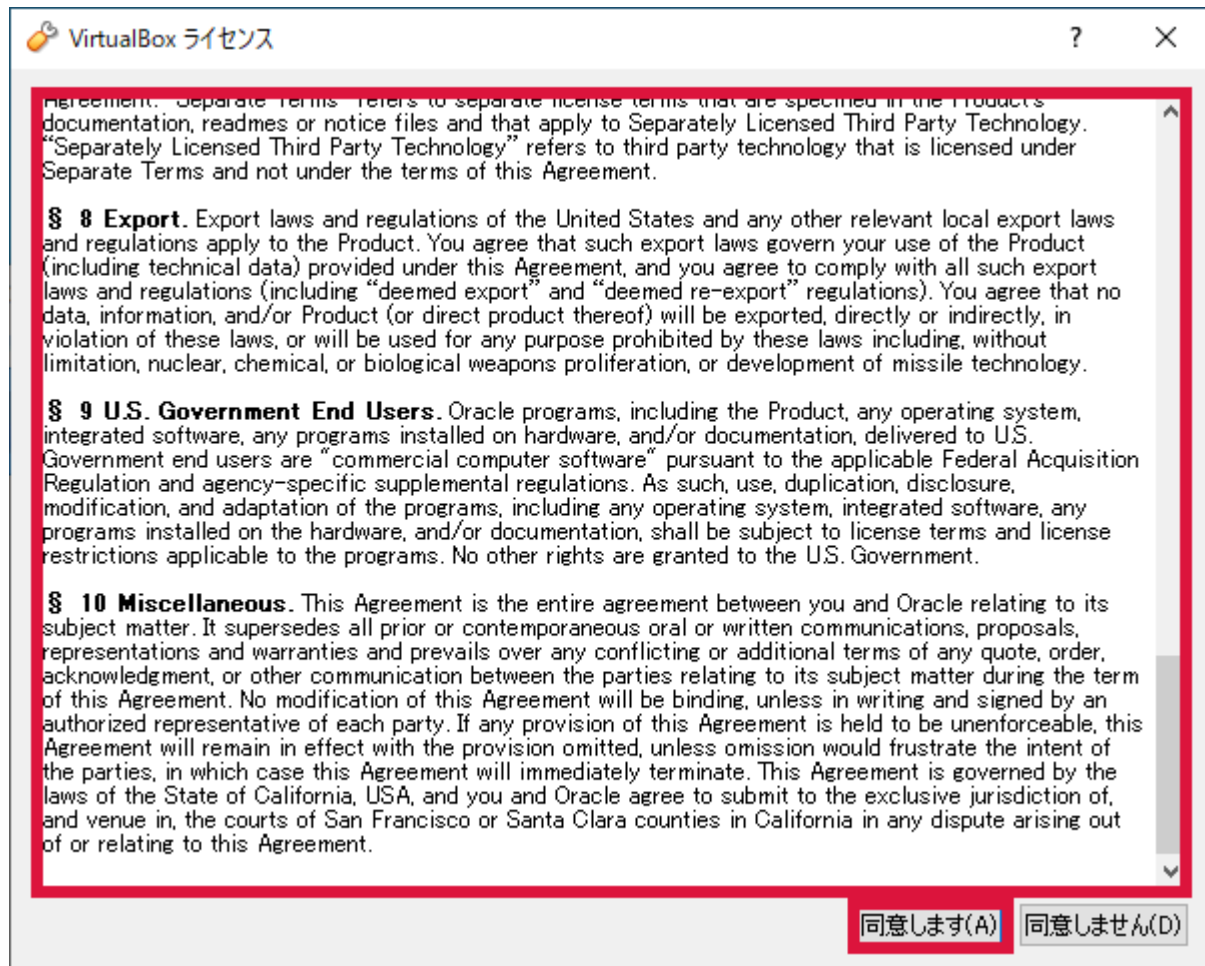 VirtualBox ライセンス
Agreement. "Separate Terms" refers to separate license terms that are specified in the Product's
documentation, readmes or notice files and that apply to Separately Licensed Third Party Technology.
“Separately Licensed Third Party Technology” refers to third party technology that is licensed under
Separate Terms and not under the terms of this Agreement.
§ 8 Export. Export laws and regulations of the United States and any other relevant local export laws
and regulations apply to the Product. You agree that such export laws govern your use of the Product
(including technical data) provided under this Agreement, and you agree to comply with all such export
laws and regulations (including “deemed export” and “deemed re-export” regulations). You agree that no
data, information, and/or Product (or direct product thereof) will be exported, directly or indirectly, in
violation of these laws, or will be used for any purpose prohibited by these laws including, without
limitation, nuclear, chemical, or biological weapons proliferation, or development of missile technology.
§ 9 U.S. Government End Users. Oracle programs, including the Product, any operating system,
integrated software, any programs installed on hardware, and/or documentation, delivered to U.S.
Government end users are "commercial computer software" pursuant to the applicable Federal Acquisition
Regulation and agency-specific supplemental regulations. As such, use, duplication, disclosure,
modification, and adaptation of the programs, including any operating system, integrated software, any
programs installed on the hardware, and/or documentation, shall be subject to license terms and license
restrictions applicable to the programs. No other rights are granted to the U.S. Government.
§ 10 Miscellaneous. This Agreement is the entire agreement between you and Oracle relating to its
subject matter. It supersedes all prior or contemporaneous oral or written communications, proposals,
representations and warranties and prevails over any conflicting or additional terms of any quote, order,
acknowledgment, or other communication between the parties relating to its subject matter during the term
of this Agreement. No modification of this Agreement will be binding, unless in writing and signed by an
authorized representative of each party. If any provision of this Agreement is held to be unenforceable, this
Agreement will remain in effect with the provision omitted, unless omission would frustrate the intent of
the parties, in which case this Agreement will immediately terminate. This Agreement is governed by the
laws of the State of California, USA, and you and Oracle agree to submit to the exclusive jurisdiction of,
and venue in, the courts of San Francisco or Santa Clara counties in California in any dispute arising out
of or relating to this Agreement.
同意します(A) 同意しません(D)